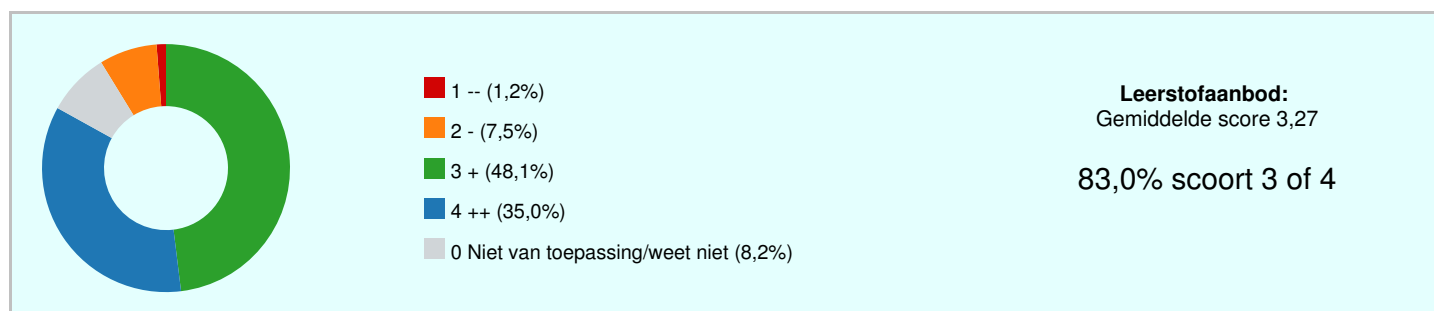 1 -- (1,2%)
2 - (7,5%)
3 + (48,1%)
4 ++ (35,0%)
0 Niet van toepassing/weet niet (8,2%)
Leerstofaanbod:
Gemiddelde score 3,27
83,0% scoort 3 of 4